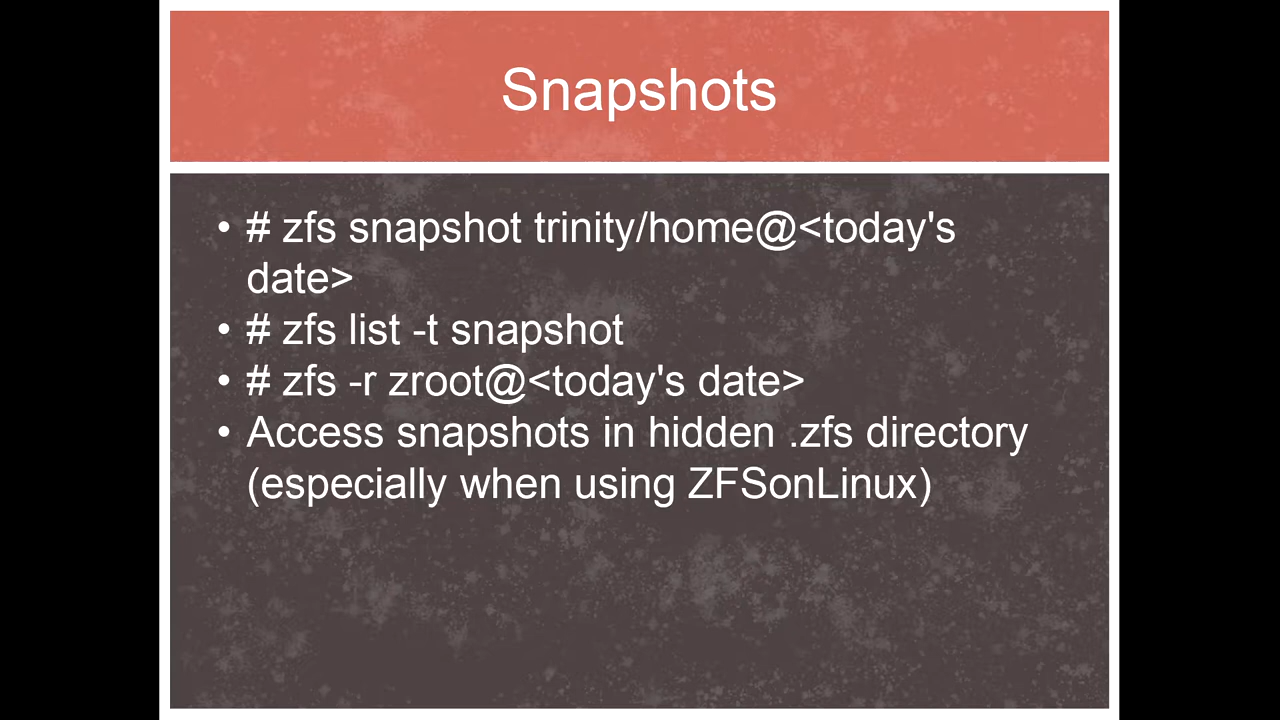 Snapshots
• # zfs snapshot trinity/home@<today's
date>
• # zfs list -t snapshot
• # zfs -r zroot@<today's date>
• Access snapshots in hidden .zfs directory
(especially when using ZFSonLinux)